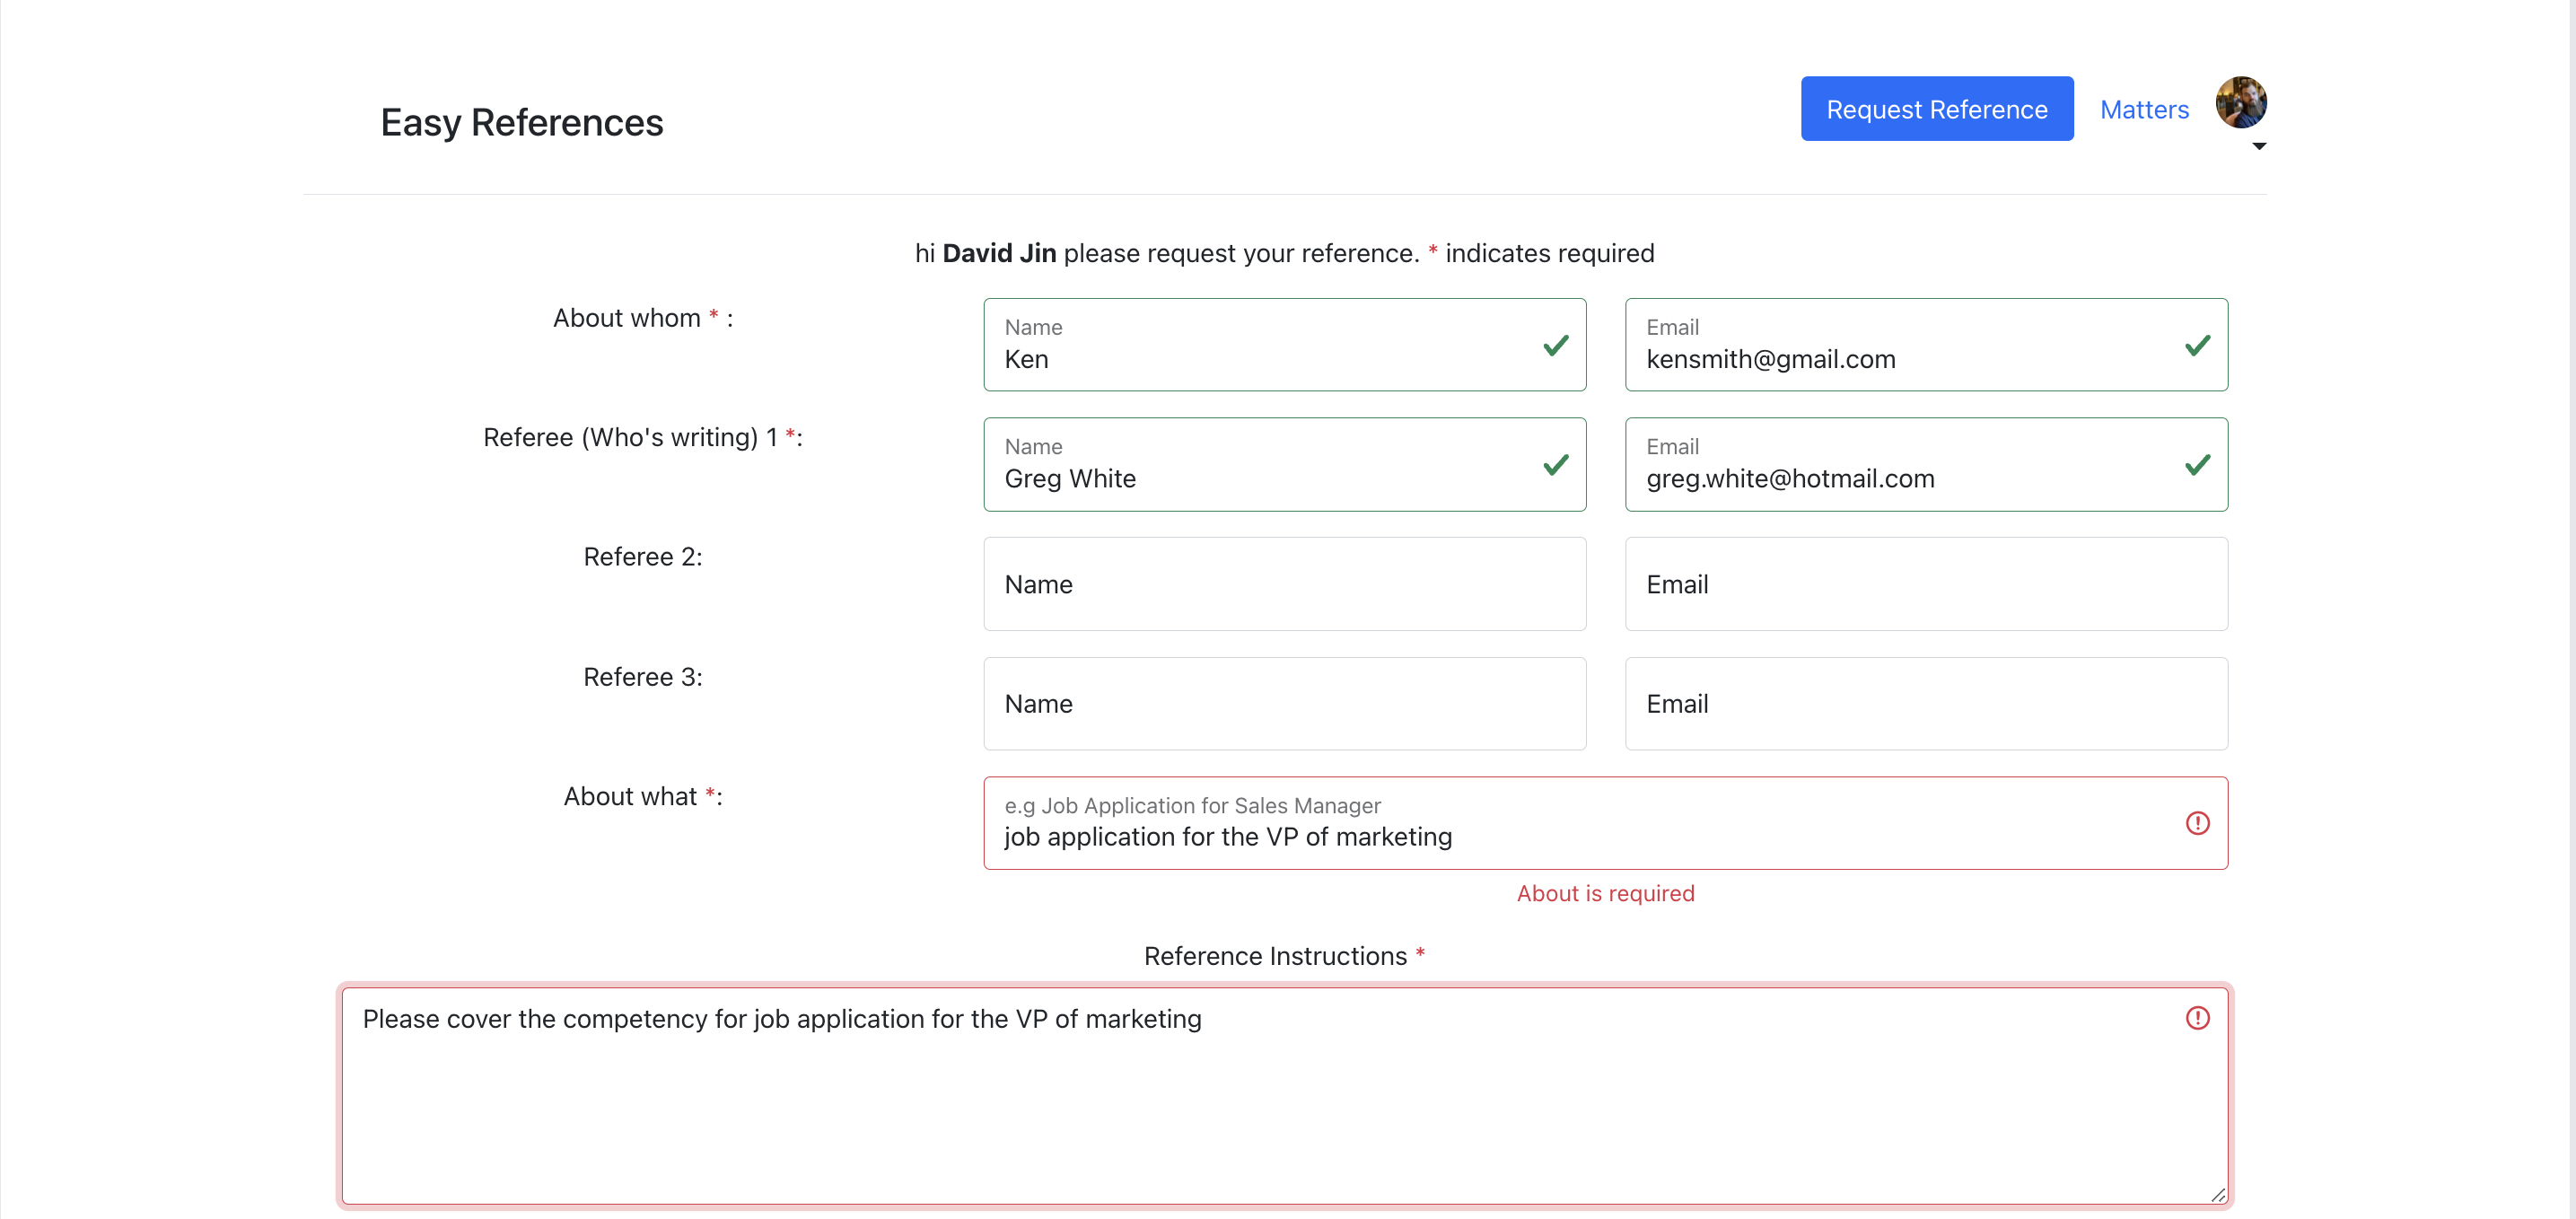 Easy References
Request Reference
Matters
hi David Jin please request your reference. * indicates required
About whom * :
Name
Ken
Email
kensmith@gmail.com
Referee (Who's writing) 1 *:
Name
Greg White
Email
greg.white@hotmail.com
Referee 2:
Name
Email
Referee 3:
Name
Email
About what *:
e.g Job Application for Sales Manager
job application for the VP of marketing
About is required
Reference Instructions *
Please cover the competency for job application for the VP of marketing